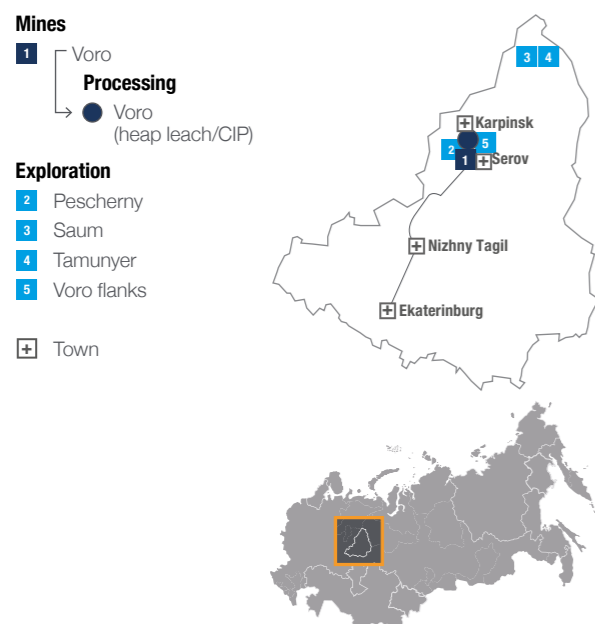 Mines
1 Voro
Processing
Voro
(heap leach/CIP)
Exploration
2 Pescherny
3 Saum
4 Tamunyer
5 Voro flanks
Town
3 4
Karpinsk
2 5
1 Serov
Nizhny Tagil
Ekaterinburg